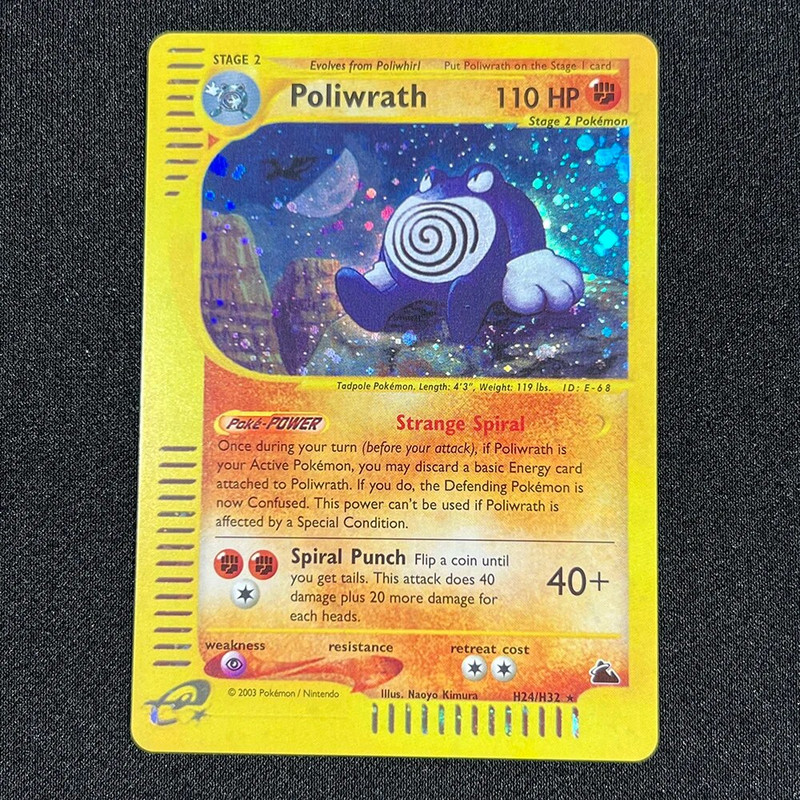 STAGE 2
Evolves from Poliwhirl Put Poliwrath on the Stage 1 card
Poliwrath 110 HP
Stage 2 Pokémon
Tadpole Pokémon. Length: 4'3", Weight: 119 lbs. ID: E-68
Poké-POWER Strange Spiral
Once during your turn (before your attack), if Poliwrath is
your Active Pokémon, you may discard a basic Energy card
attached to Poliwrath. If you do, the Defending Pokémon is
now Confused. This power can't be used if Poliwrath is
affected by a Special Condition.
Spiral Punch Flip a coin until
you get tails. This attack does 40
damage plus 20 more damage for
each heads.
40+
weakness resistance retreat cost
© 2003 Pokémon / Nintendo Illus. Naoyo Kimura H24/H32 ★
e